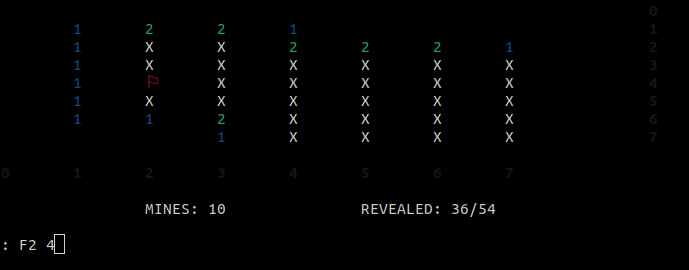 0
1 2 2 1 1
1 X X 2 2 2 1 2
1 X X X X X X 3
1 ⚐ X X X X X 4
1 X X X X X X 5
1 1 2 X X X X 6
1 X X X X 7
0 1 2 3 4 5 6 7
MINES: 10 REVEALED: 36/54
: F2 4